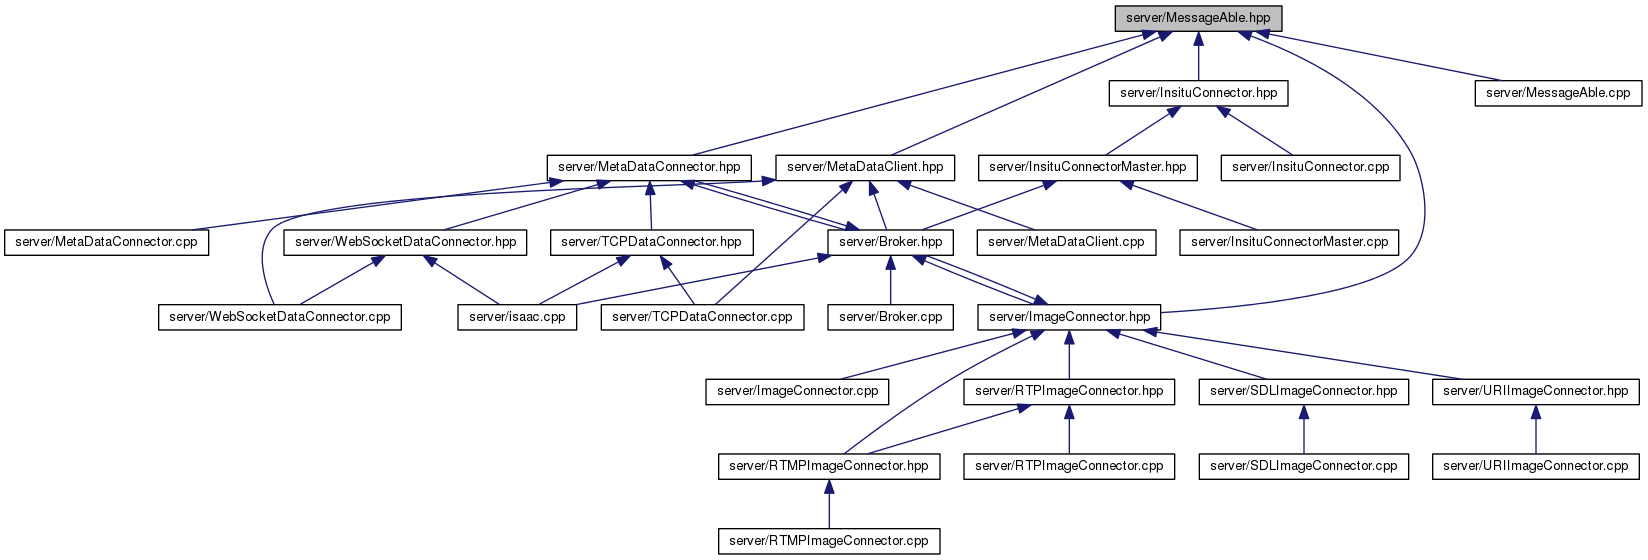 server/MessageAble.hpp
server/InsituConnector.hpp
server/MessageAble.cpp
server/MetaDataConnector.hpp
server/MetaDataClient.hpp
server/InsituConnectorMaster.hpp
server/InsituConnector.cpp
server/MetaDataConnector.cpp
server/WebSocketDataConnector.hpp
server/TCPDataConnector.hpp
server/Broker.hpp
server/MetaDataClient.cpp
server/InsituConnectorMaster.cpp
server/WebSocketDataConnector.cpp
server/isaac.cpp
server/TCPDataConnector.cpp
server/Broker.cpp
server/ImageConnector.hpp
server/ImageConnector.cpp
server/RTPImageConnector.hpp
server/SDLImageConnector.hpp
server/URIImageConnector.hpp
server/RTMPImageConnector.hpp
server/RTPImageConnector.cpp
server/SDLImageConnector.cpp
server/URIImageConnector.cpp
server/RTMPImageConnector.cpp